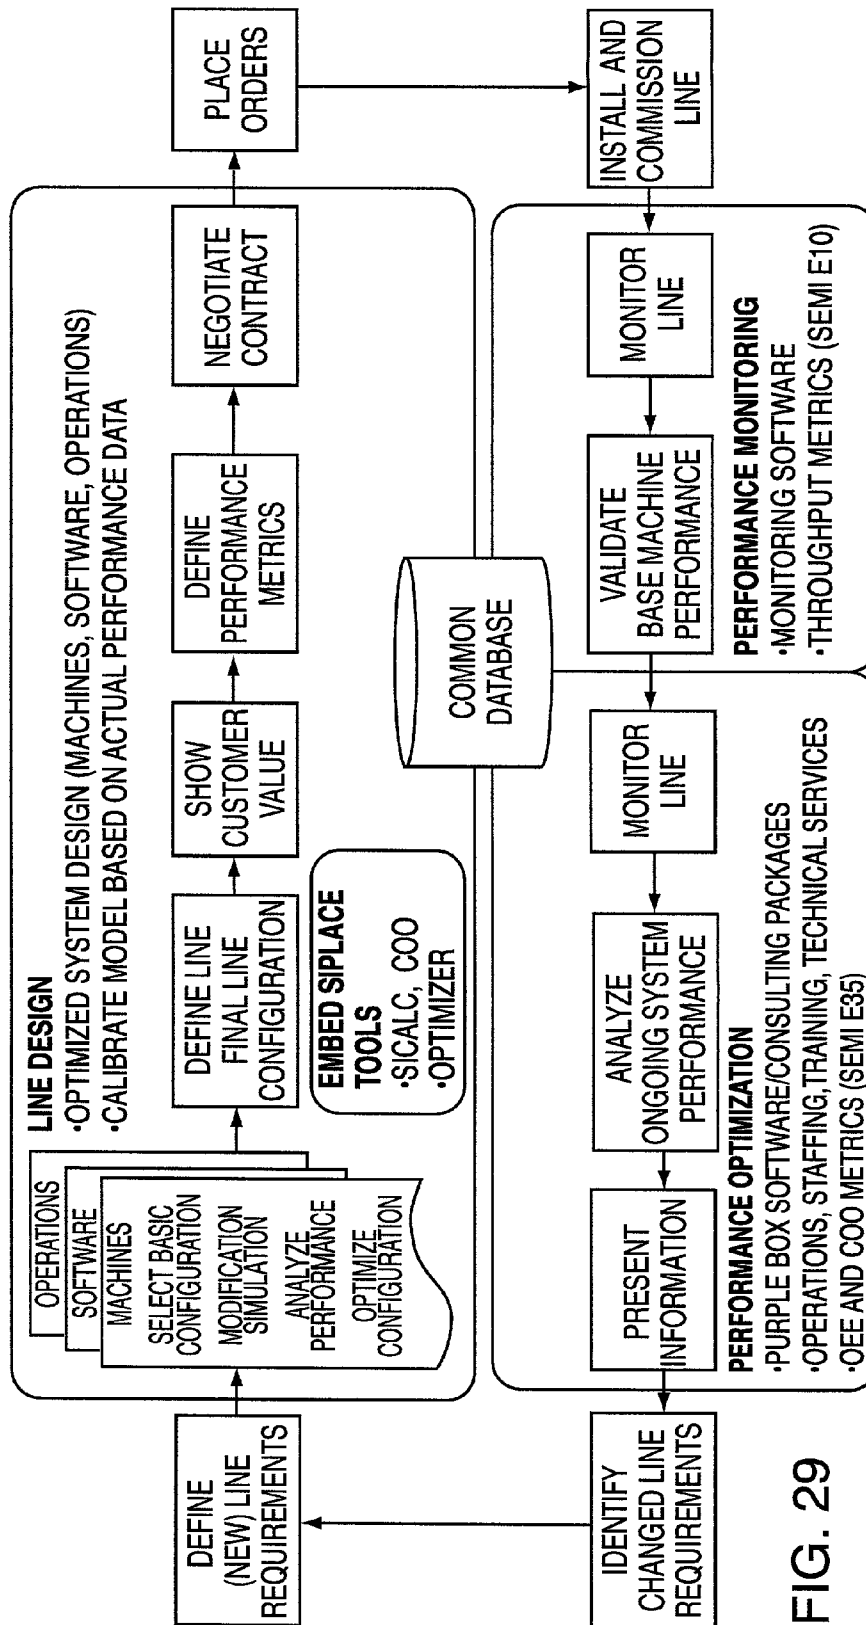 DEFINE
(NEW) LINE
REQUIREMENTS
LINE DESIGN
•OPTIMIZED SYSTEM DESIGN (MACHINES, SOFTWARE, OPERATIONS)
•CALIBRATE MODEL BASED ON ACTUAL PERFORMANCE DATA
OPERATIONS
SOFTWARE
MACHINES
SELECT BASIC
CONFIGURATION
MODIFICATION
SIMULATION
ANALYZE
PERFORMANCE
OPTIMIZE
CONFIGURATION
DEFINE LINE
FINAL LINE
CONFIGURATION
SHOW
CUSTOMER
VALUE
DEFINE
PERFORMANCE
METRICS
NEGOTIATE
CONTRACT
PLACE
ORDERS
EMBED SIPLACE
TOOLS
•SICALC, COO
•OPTIMIZER
COMMON
DATABASE
IDENTIFY
CHANGED LINE
REQUIREMENTS
PRESENT
INFORMATION
ANALYZE
ONGOING SYSTEM
PERFORMANCE
MONITOR
LINE
VALIDATE
BASE MACHINE
PERFORMANCE
MONITOR
LINE
INSTALL AND
COMMISSION
LINE
PERFORMANCE OPTIMIZATION
•PURPLE BOX SOFTWARE/CONSULTING PACKAGES
•OPERATIONS, STAFFING, TRAINING, TECHNICAL SERVICES
•OEE AND COO METRICS (SEMI E35)
PERFORMANCE MONITORING
•MONITORING SOFTWARE
•THROUGHPUT METRICS (SEMI E10)
FIG. 29